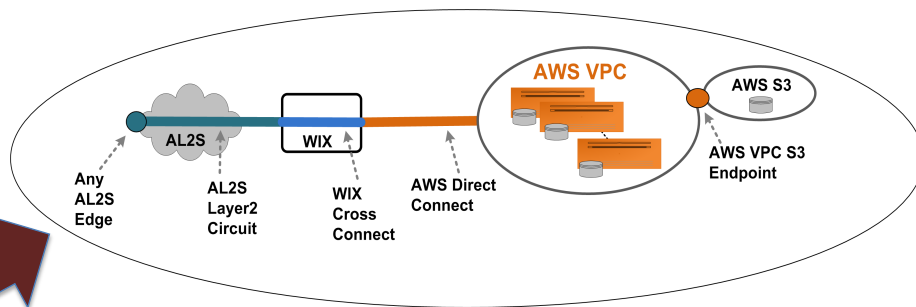 AWS VPC
AWS S3
AL2S
WIX
Any
AL2S
Edge
AL2S
Layer2
Circuit
WIX
Cross
Connect
AWS Direct
Connect
AWS VPC S3
Endpoint